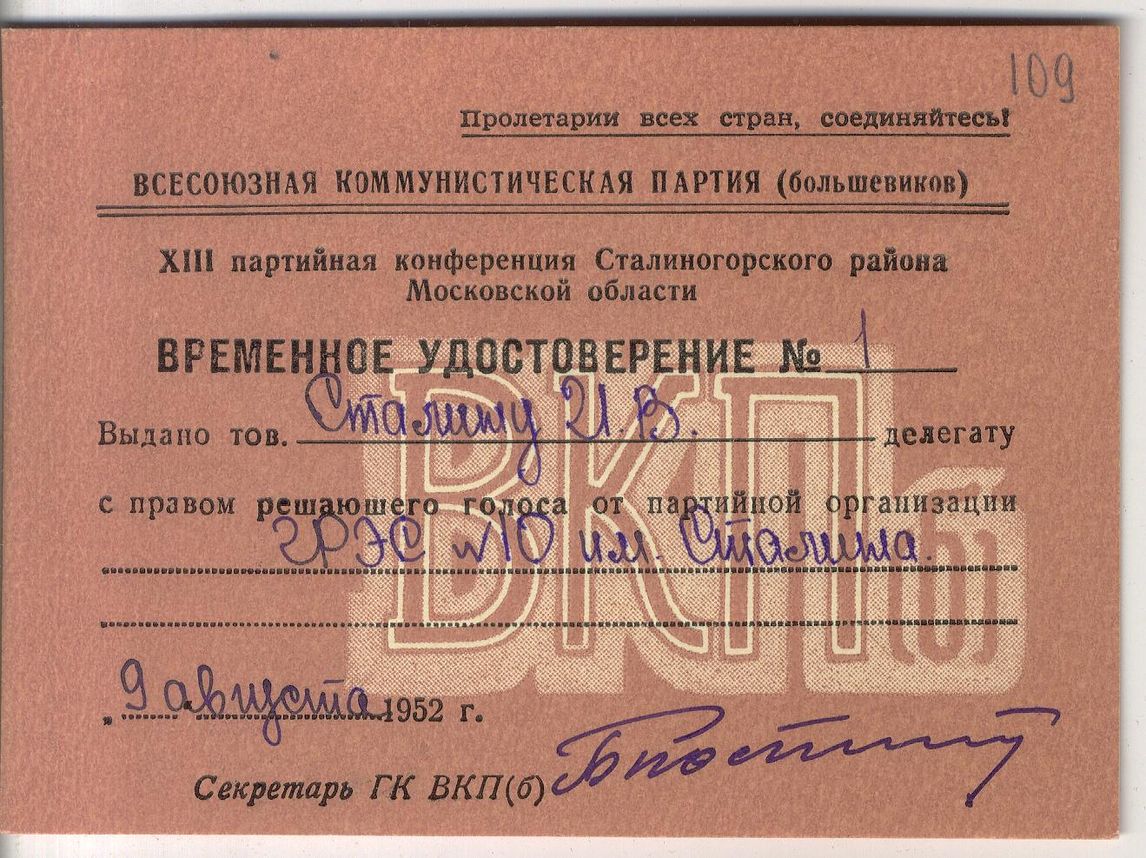 109
Пролетарии всех стран, соединяйтесь!
ВСЕСОЮЗНАЯ КОММУНИСТИЧЕСКАЯ ПАРТИЯ (большевиков)
XIII партийная конференция Сталиногорского района
Московской области
ВРЕМЕННОЕ УДОСТОВЕРЕНИЕ № 1
Выдано тов. Сталину И.В. делегату
с правом решающего голоса от партийной организации
ГРЭС №10 им. Сталина.
ВКП(б)
„9“ августа 1952 г.
Секретарь ГК ВКП(б)